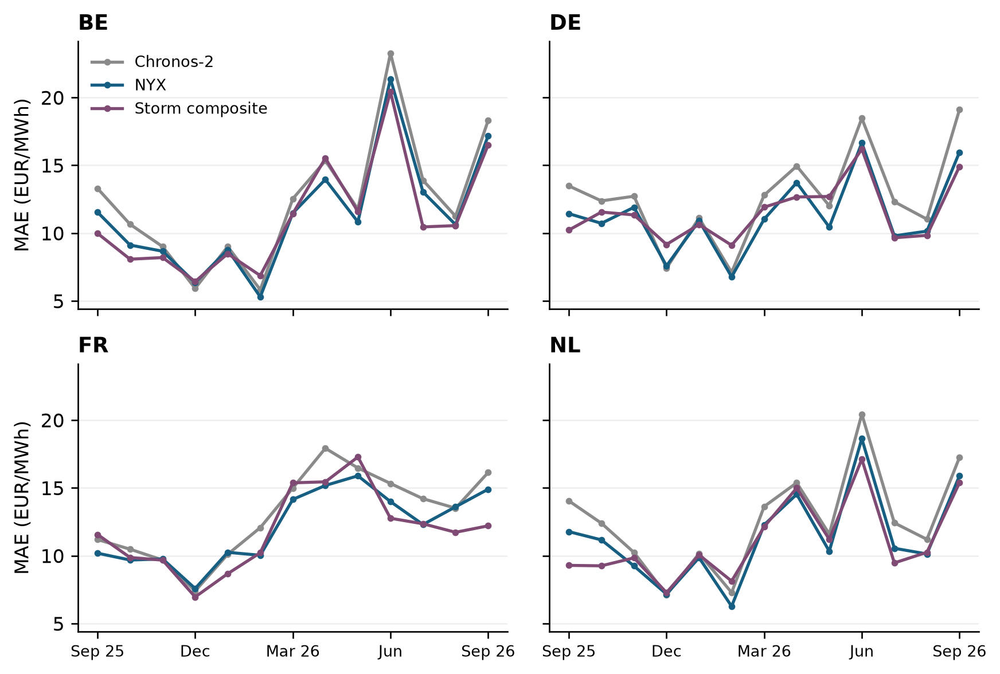 BE
Chronos-2
NYX
Storm composite
MAE (EUR/MWh)
20
15
10
5
DE
FR
MAE (EUR/MWh)
20
15
10
5
Sep 25
Dec
Mar 26
Jun
Sep 26
NL
Sep 25
Dec
Mar 26
Jun
Sep 26